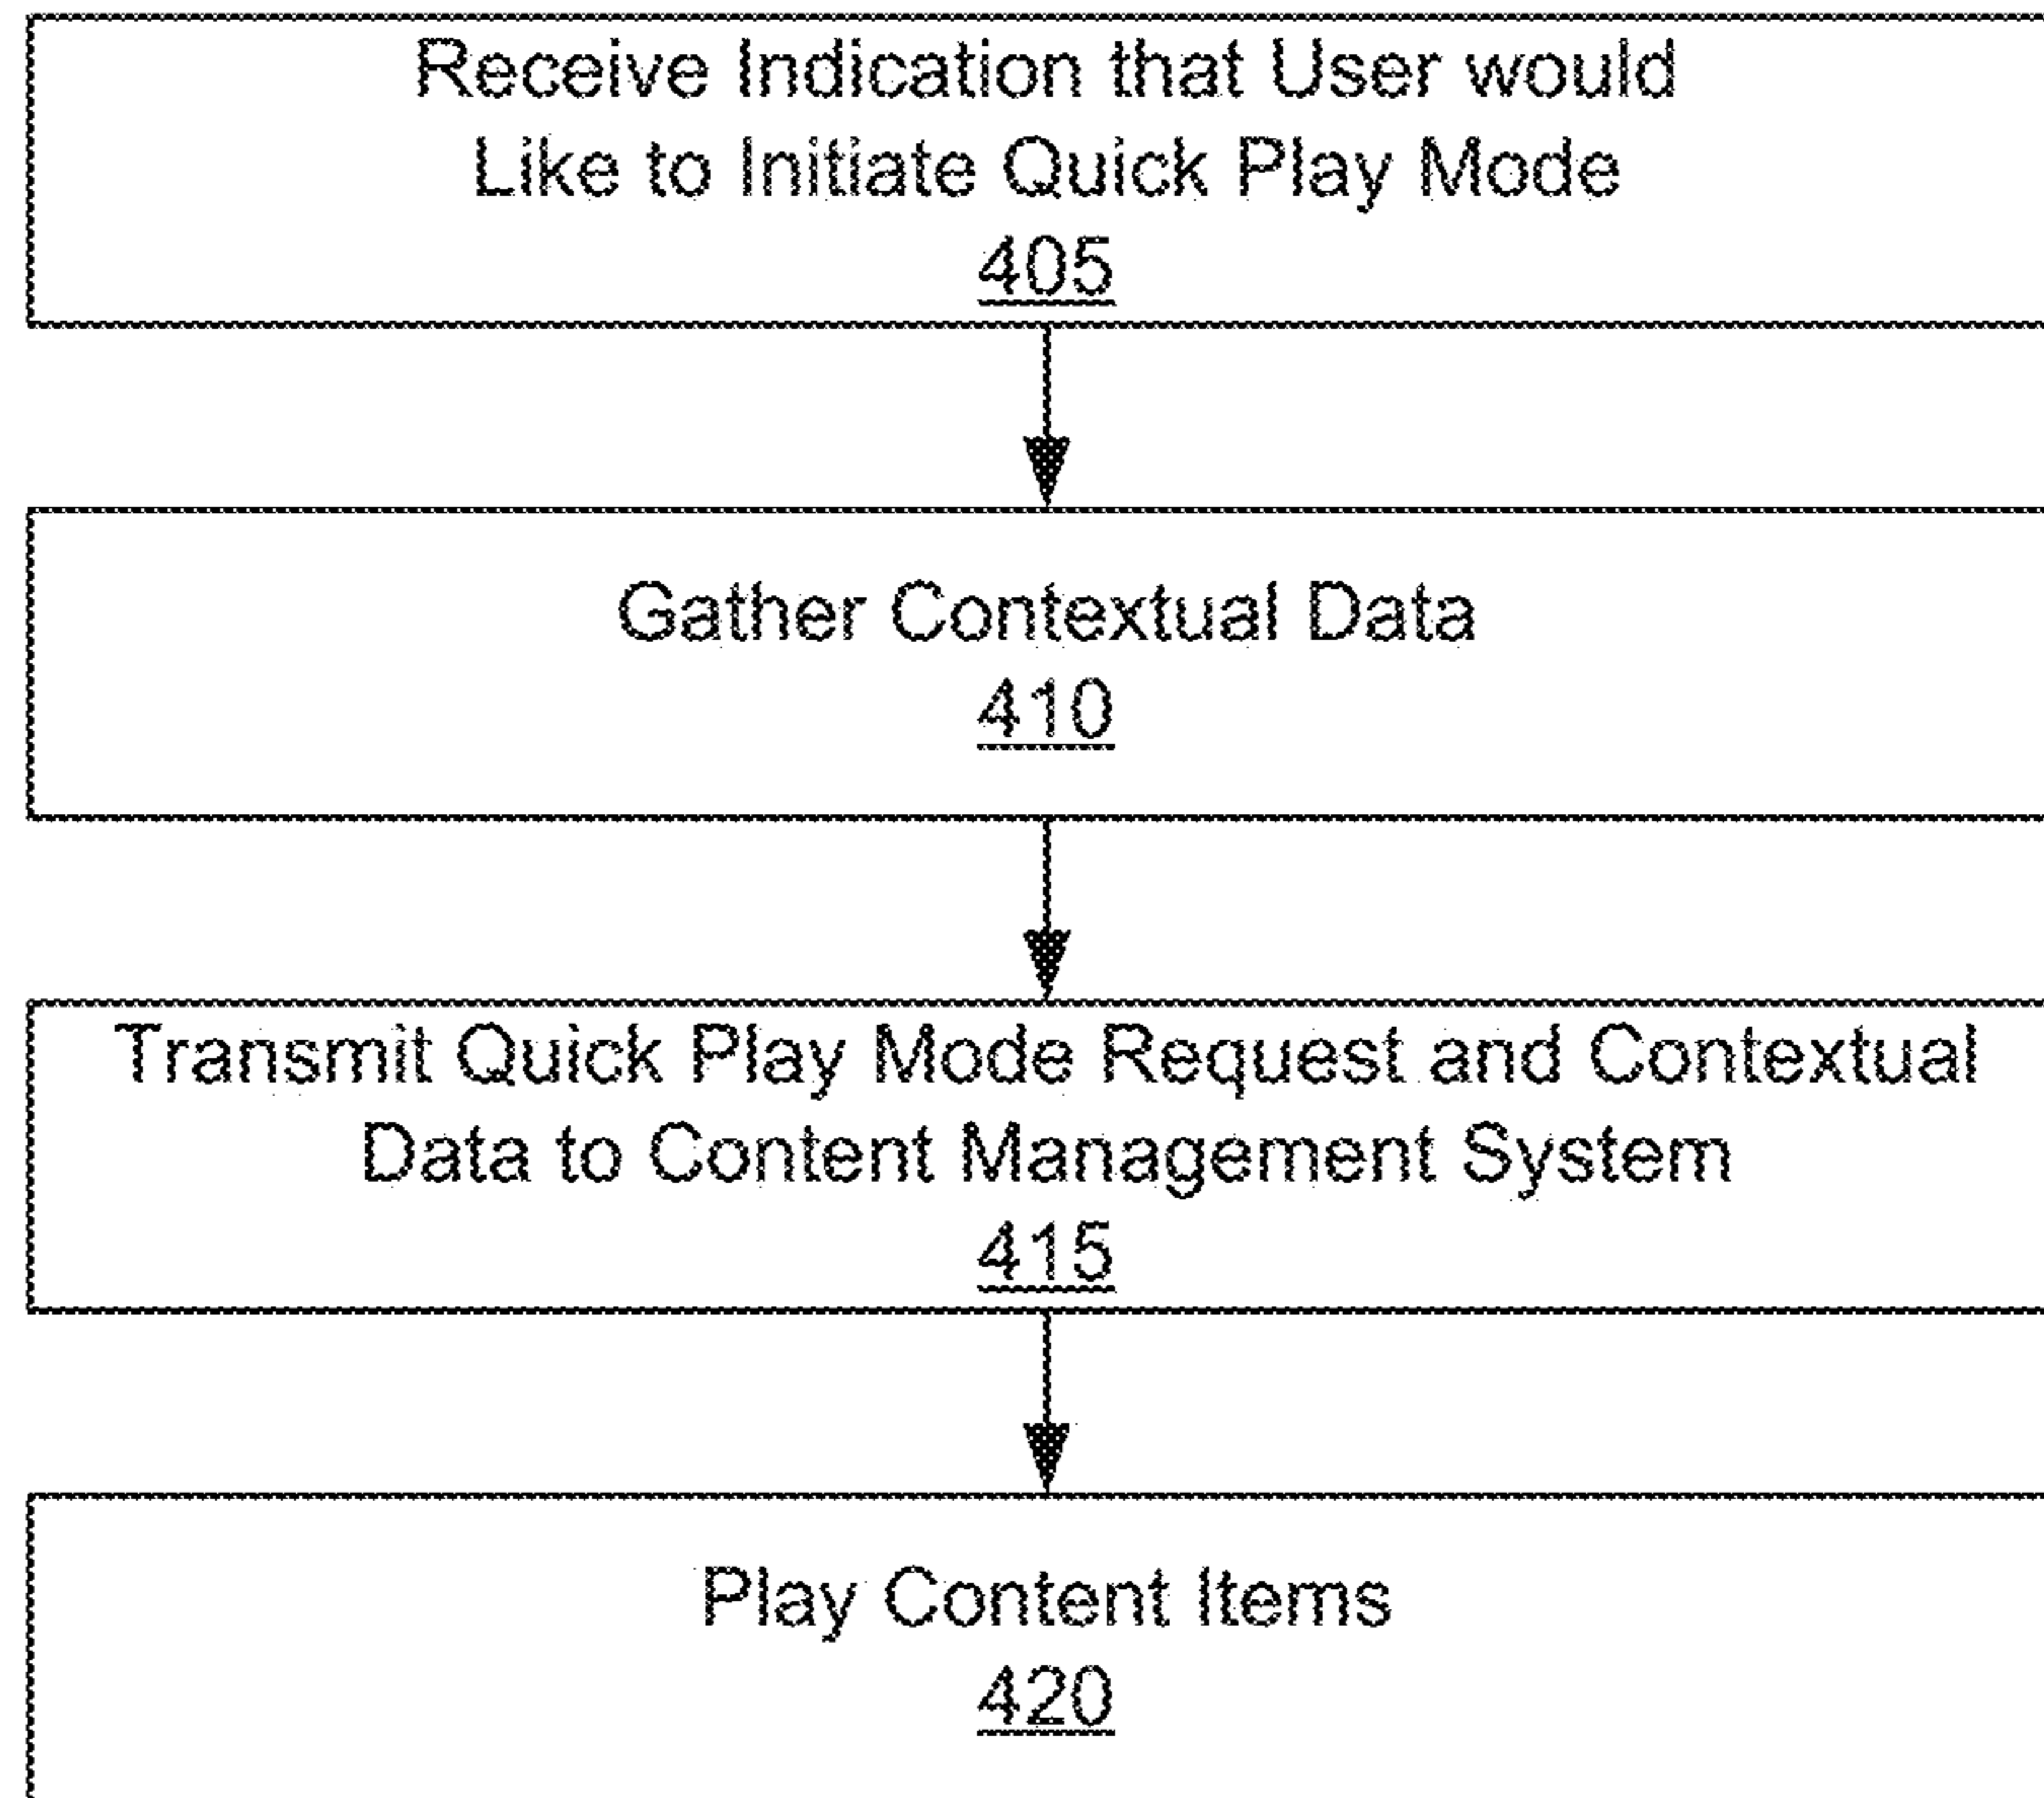 Receive Indication that User would
Like to Initiate Quick Play Mode
405
Gather Contextual Data
410
Transmit Quick Play Mode Request and Contextual
Data to Content Management System
415
Play Content Items
420